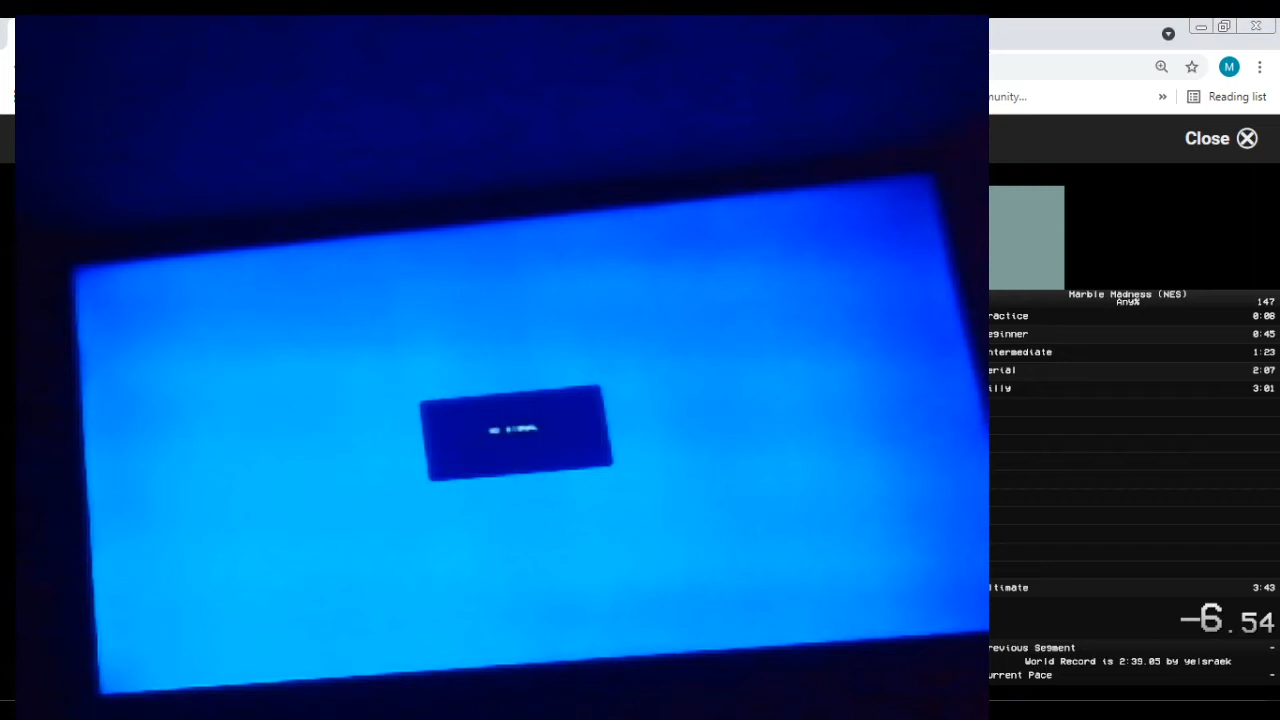 M
munity...
»
Reading list
Close
Marble Madness (NES)
Any%
147
ractice
0:08
eginner
0:45
ntermediate
1:23
erial
2:07
illy
3:01
ltimate
3:43
-6.54
revious Segment
-
World Record is 2:39.05 by yelsraek
urrent Pace
-